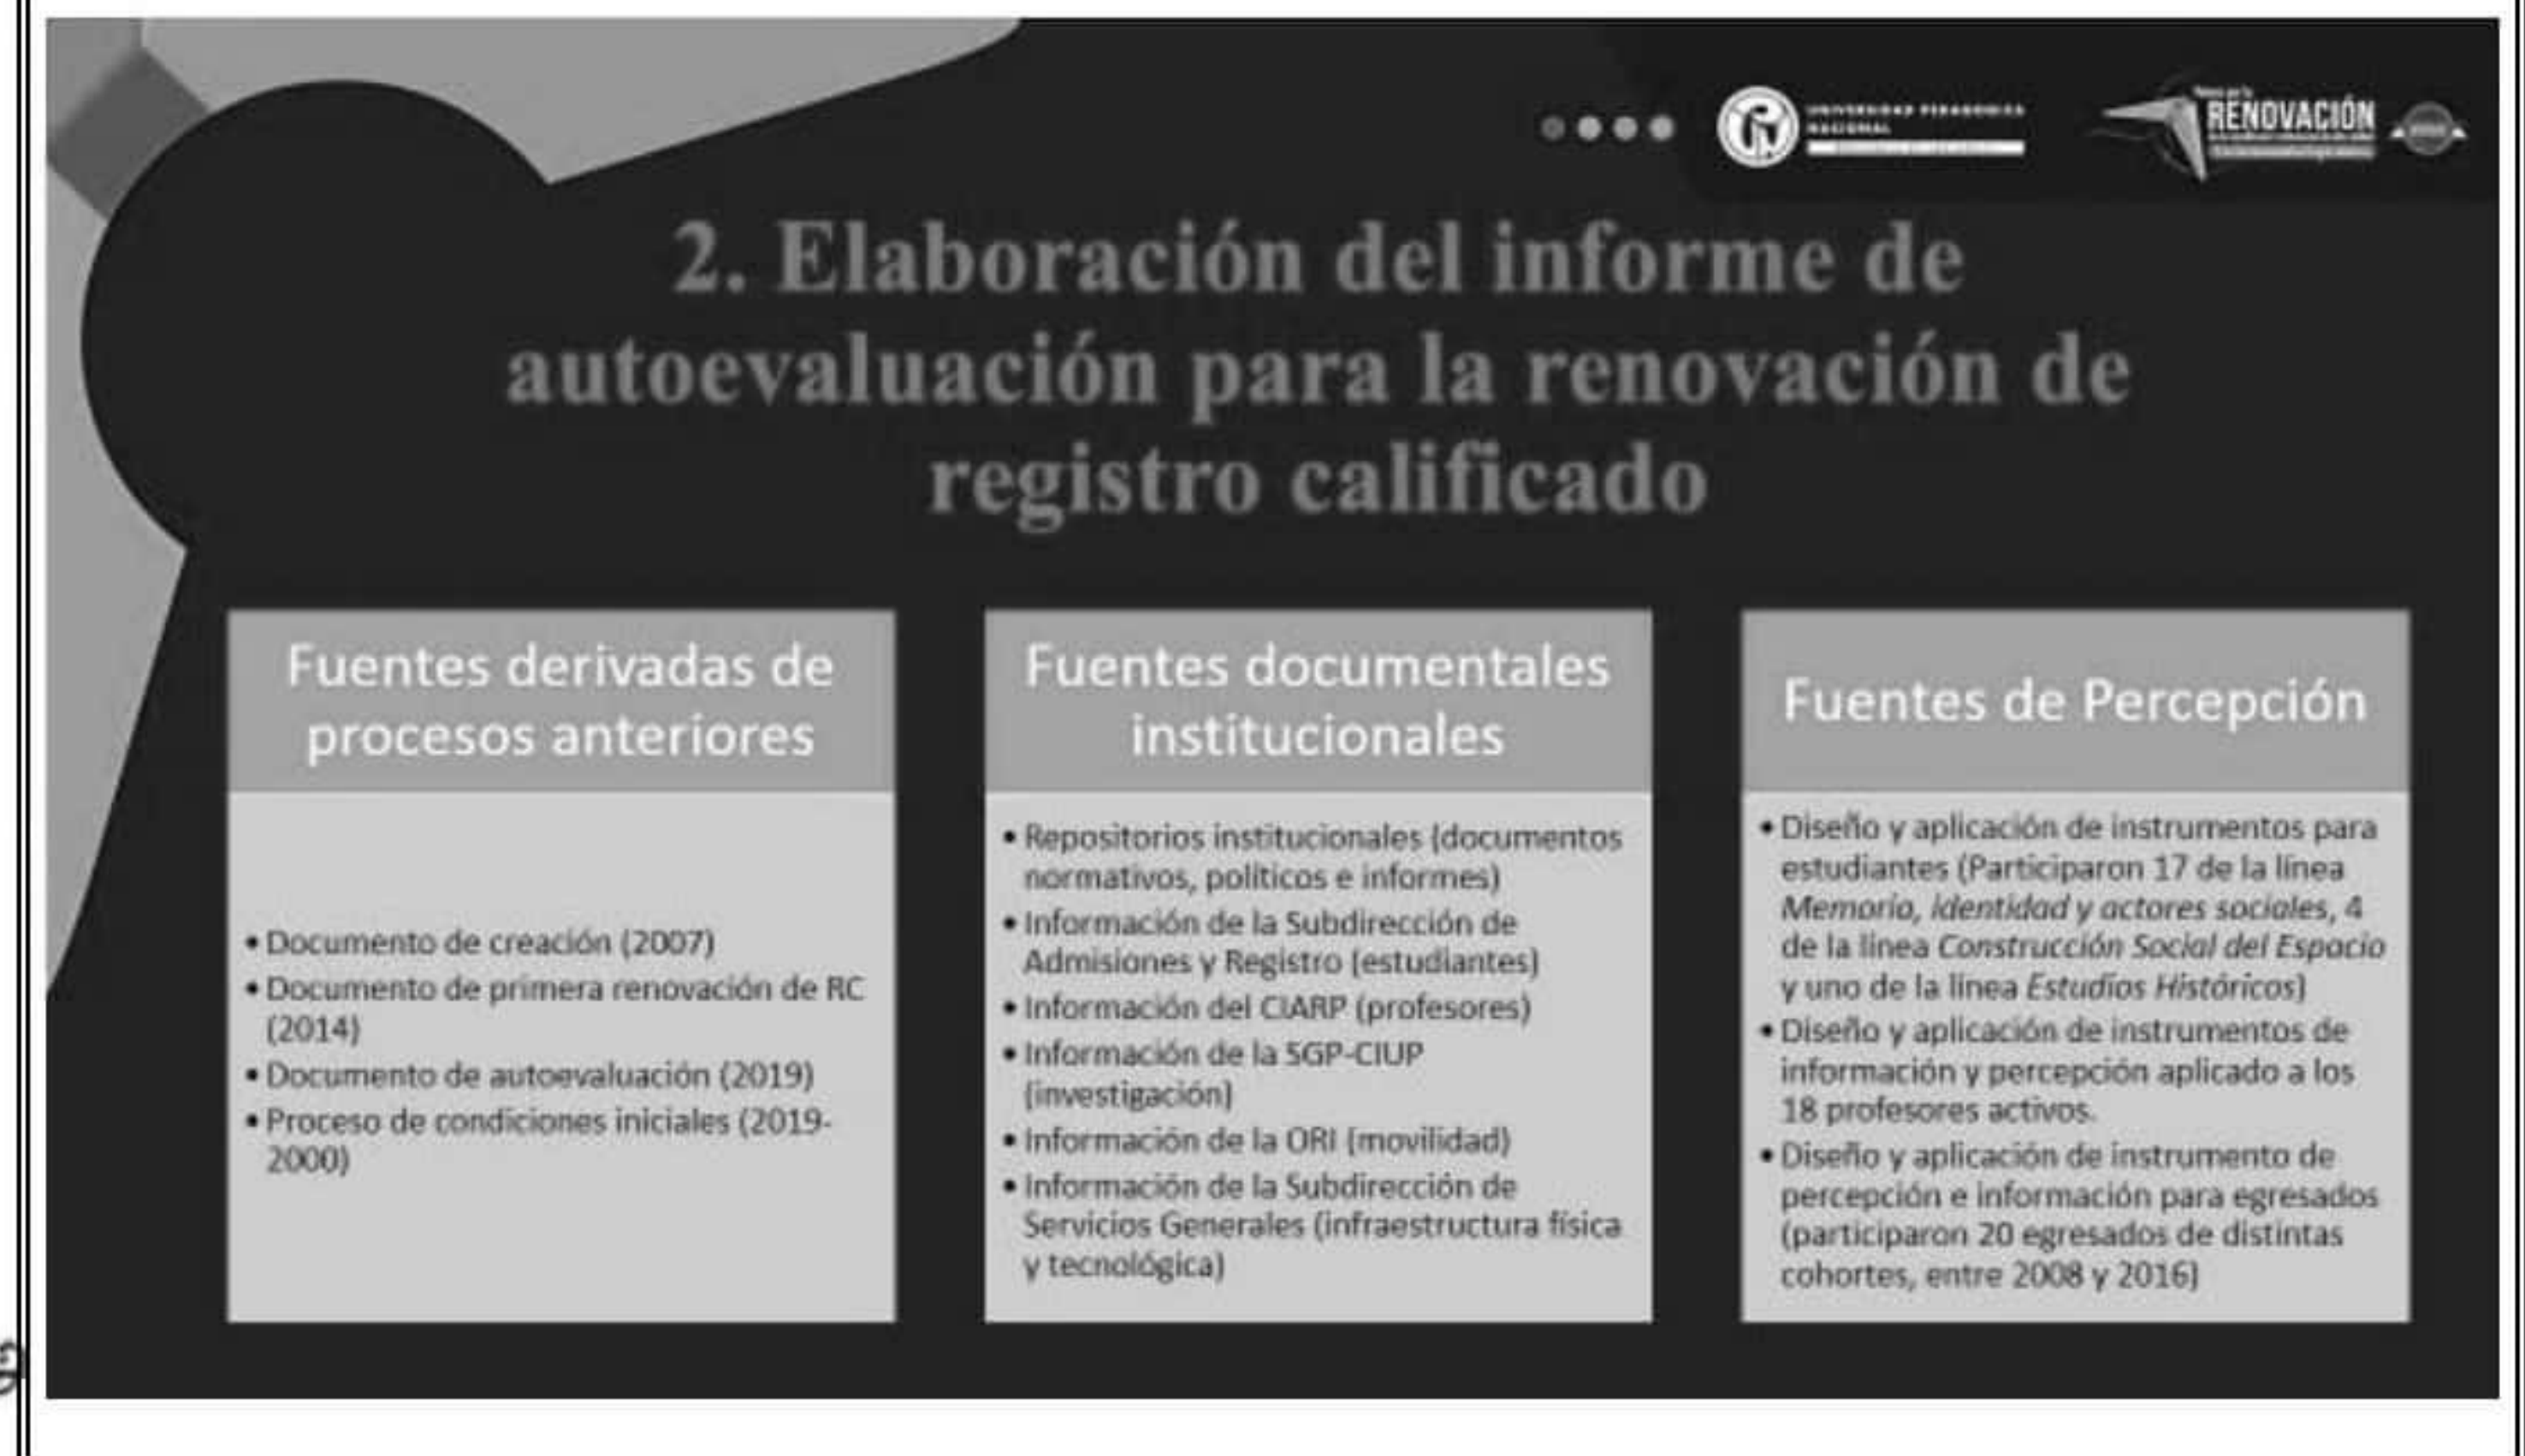 UNIVERSIDAD PEDAGÓGICA
NACIONAL
RENOVACIÓN
2. Elaboración del informe de
autoevaluación para la renovación de
registro calificado
Fuentes derivadas de
procesos anteriores
• Documento de creación (2007)
• Documento de primera renovación de RC
(2014)
• Documento de autoevaluación (2019)
• Proceso de condiciones iniciales (2019-
2000)
Fuentes documentales
institucionales
• Repositorios institucionales (documentos
normativos, políticos e informes)
• Información de la Subdirección de
Admisiones y Registro (estudiantes)
• Información del CIARP (profesores)
• Información de la SGP-CIUP
(investigación)
• Información de la ORI (movilidad)
• Información de la Subdirección de
Servicios Generales (infraestructura física
y tecnológica)
Fuentes de Percepción
• Diseño y aplicación de instrumentos para
estudiantes (Participaron 17 de la línea
Memoria, identidad y actores sociales, 4
de la línea Construcción Social del Espacio
y uno de la línea Estudios Históricos)
• Diseño y aplicación de instrumentos de
información y percepción aplicado a los
18 profesores activos.
• Diseño y aplicación de instrumento de
percepción e información para egresados
(participaron 20 egresados de distintas
cohortes, entre 2008 y 2016)